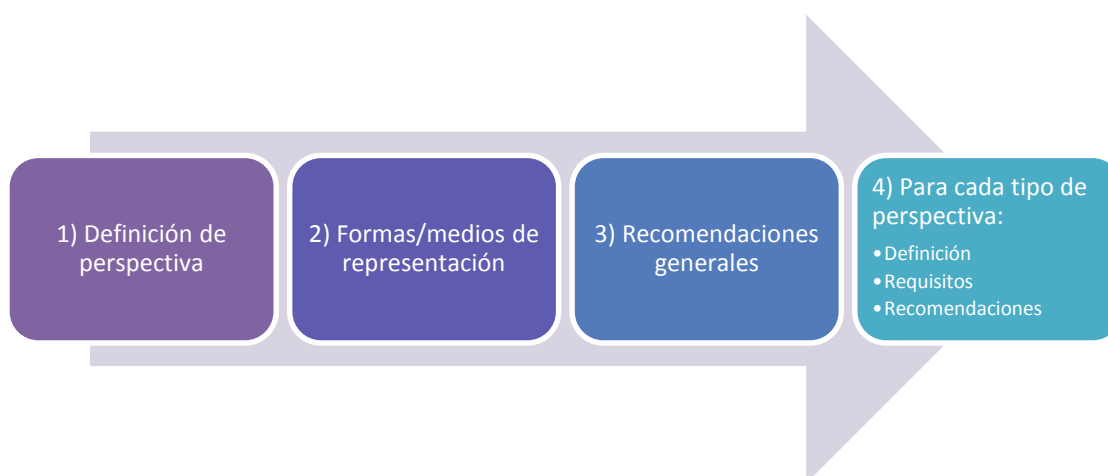 1) Definición de
perspectiva
2) Formas/medios de
representación
3) Recomendaciones
generales
4) Para cada tipo de
perspectiva:
•Definición
•Requisitos
•Recomendaciones